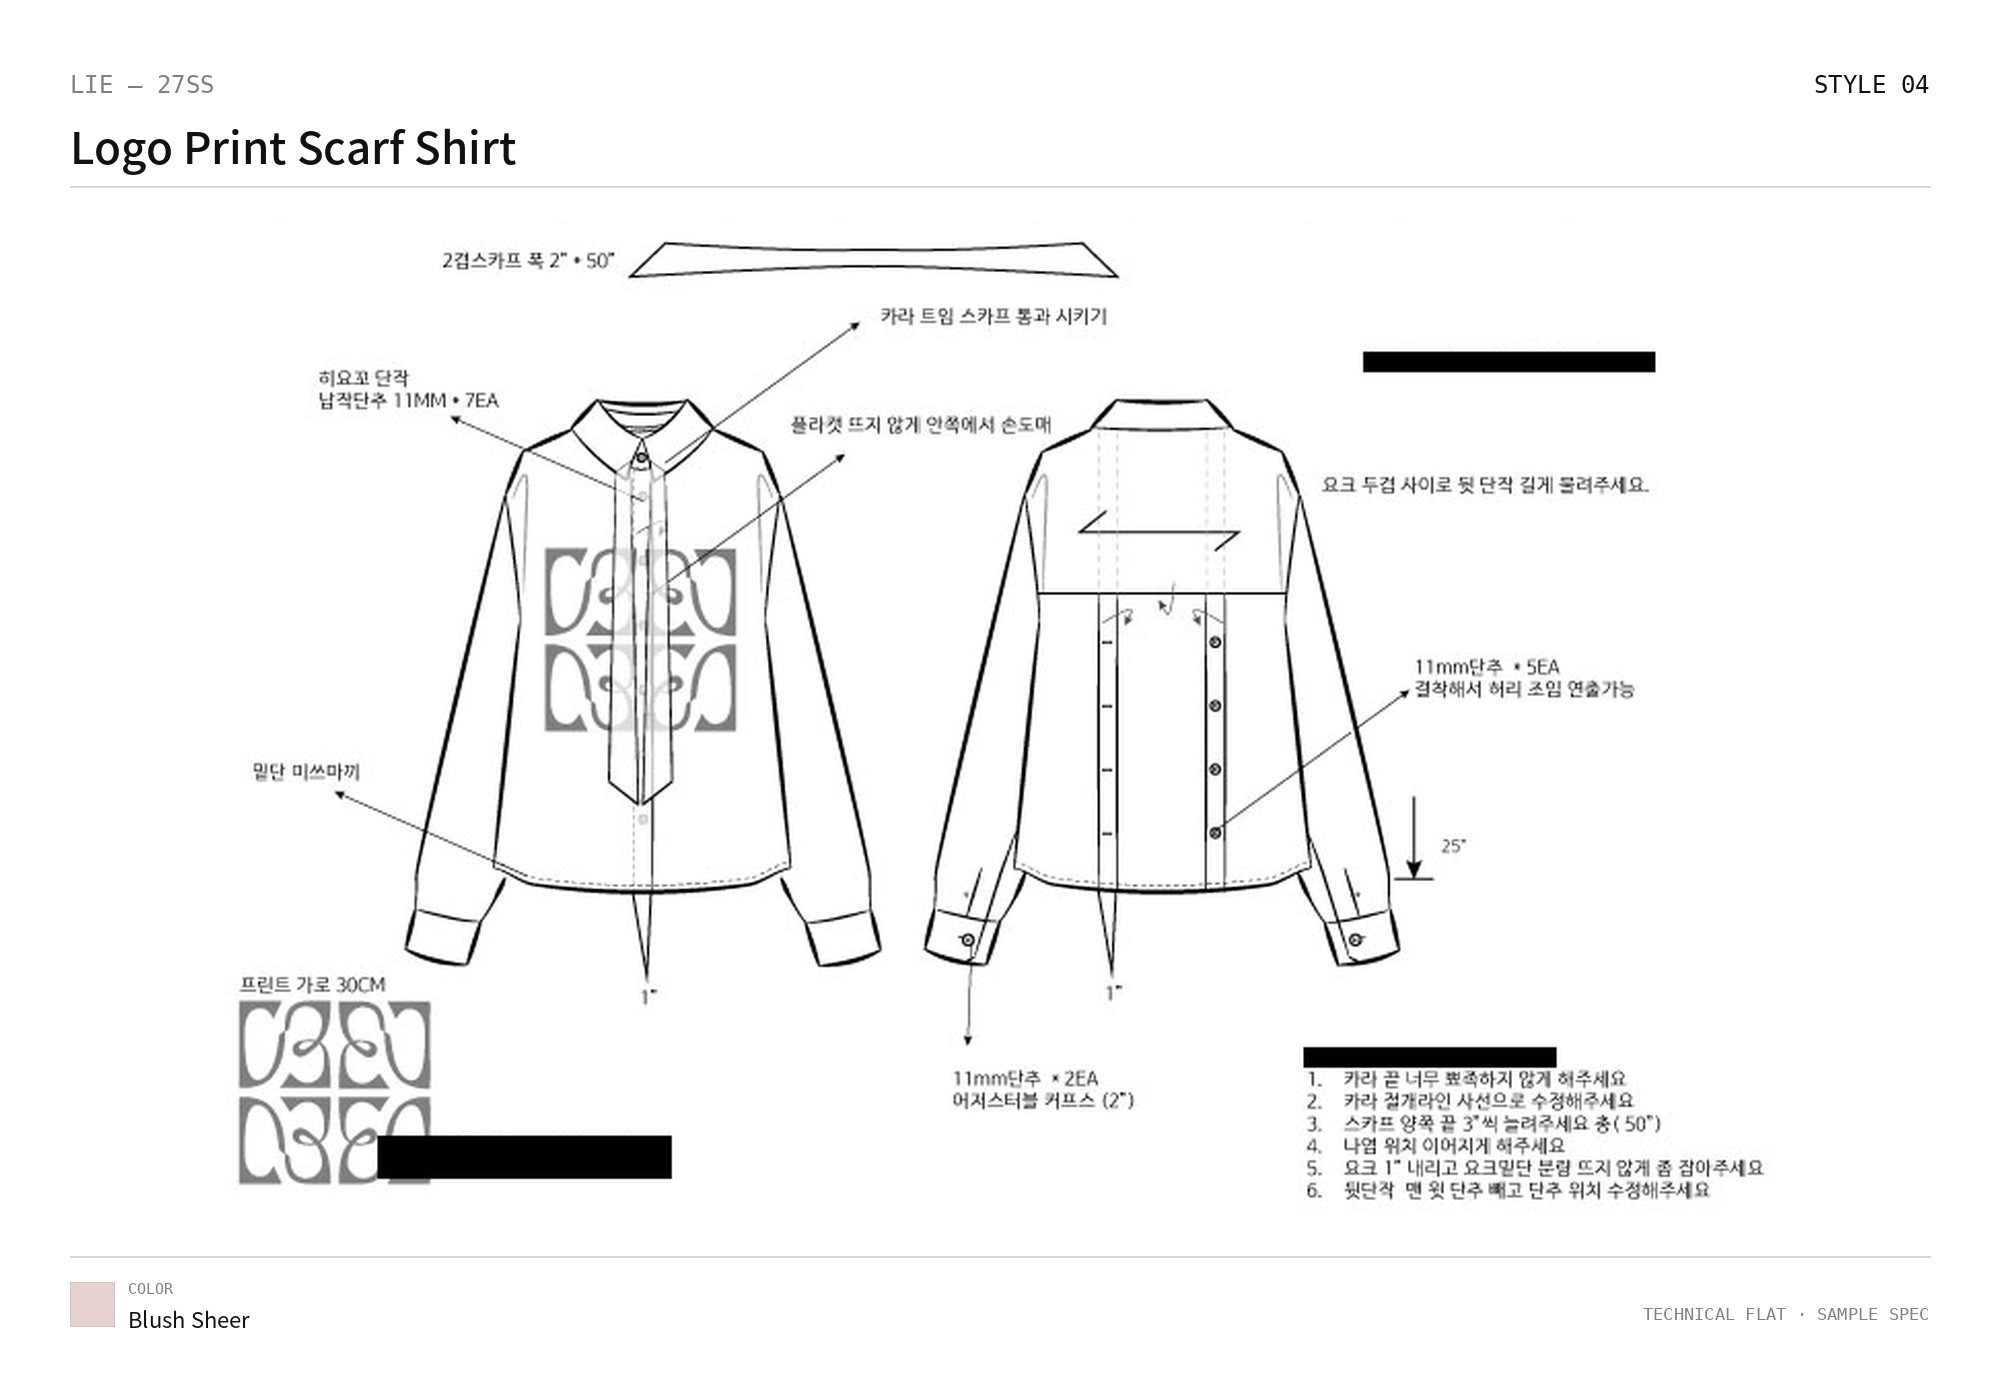 LIE — 27SS
STYLE 04
Logo Print Scarf Shirt
2겹스카프 폭 2" * 50"
카라 트임 스카프 통과 시키기
히요꼬 단작
납작단추 11MM * 7EA
플라캣 뜨지 않게 안쪽에서 손도매
요크 두겹 사이로 뒷 단작 길게 물려주세요.
11mm단추 * 5EA
결착해서 허리 조임 연출가능
밑단 미쓰마끼
25"
프린트 가로 30CM
1"
1"
11mm단추 * 2EA
어저스터블 커프스 (2")
1. 카라 끝 너무 뾰족하지 않게 해주세요
2. 카라 절개라인 사선으로 수정해주세요
3. 스카프 양쪽 끝 3"씩 늘려주세요 총( 50")
4. 나염 위치 이어지게 해주세요
5. 요크 1" 내리고 요크밑단 분량 뜨지 않게 좀 잡아주세요
6. 뒷단작 맨 윗 단추 빼고 단추 위치 수정해주세요
COLOR
Blush Sheer
TECHNICAL FLAT · SAMPLE SPEC